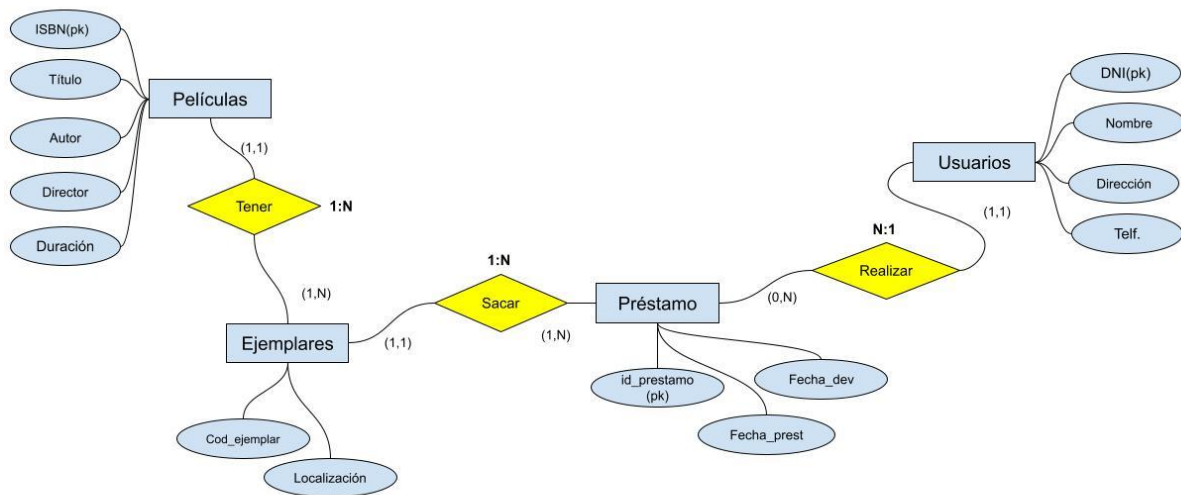 ISBN(pk)
Título
Autor
Director
Duración
Películas
(1,1)
Tener
1:N
(1,N)
Ejemplares
Cod_ejemplar
Localización
(1,1)
1:N
Sacar
(1,N)
Préstamo
id_prestamo
(pk)
Fecha_prest
Fecha_dev
(0,N)
N:1
Realizar
(1,1)
Usuarios
DNI(pk)
Nombre
Dirección
Telf.